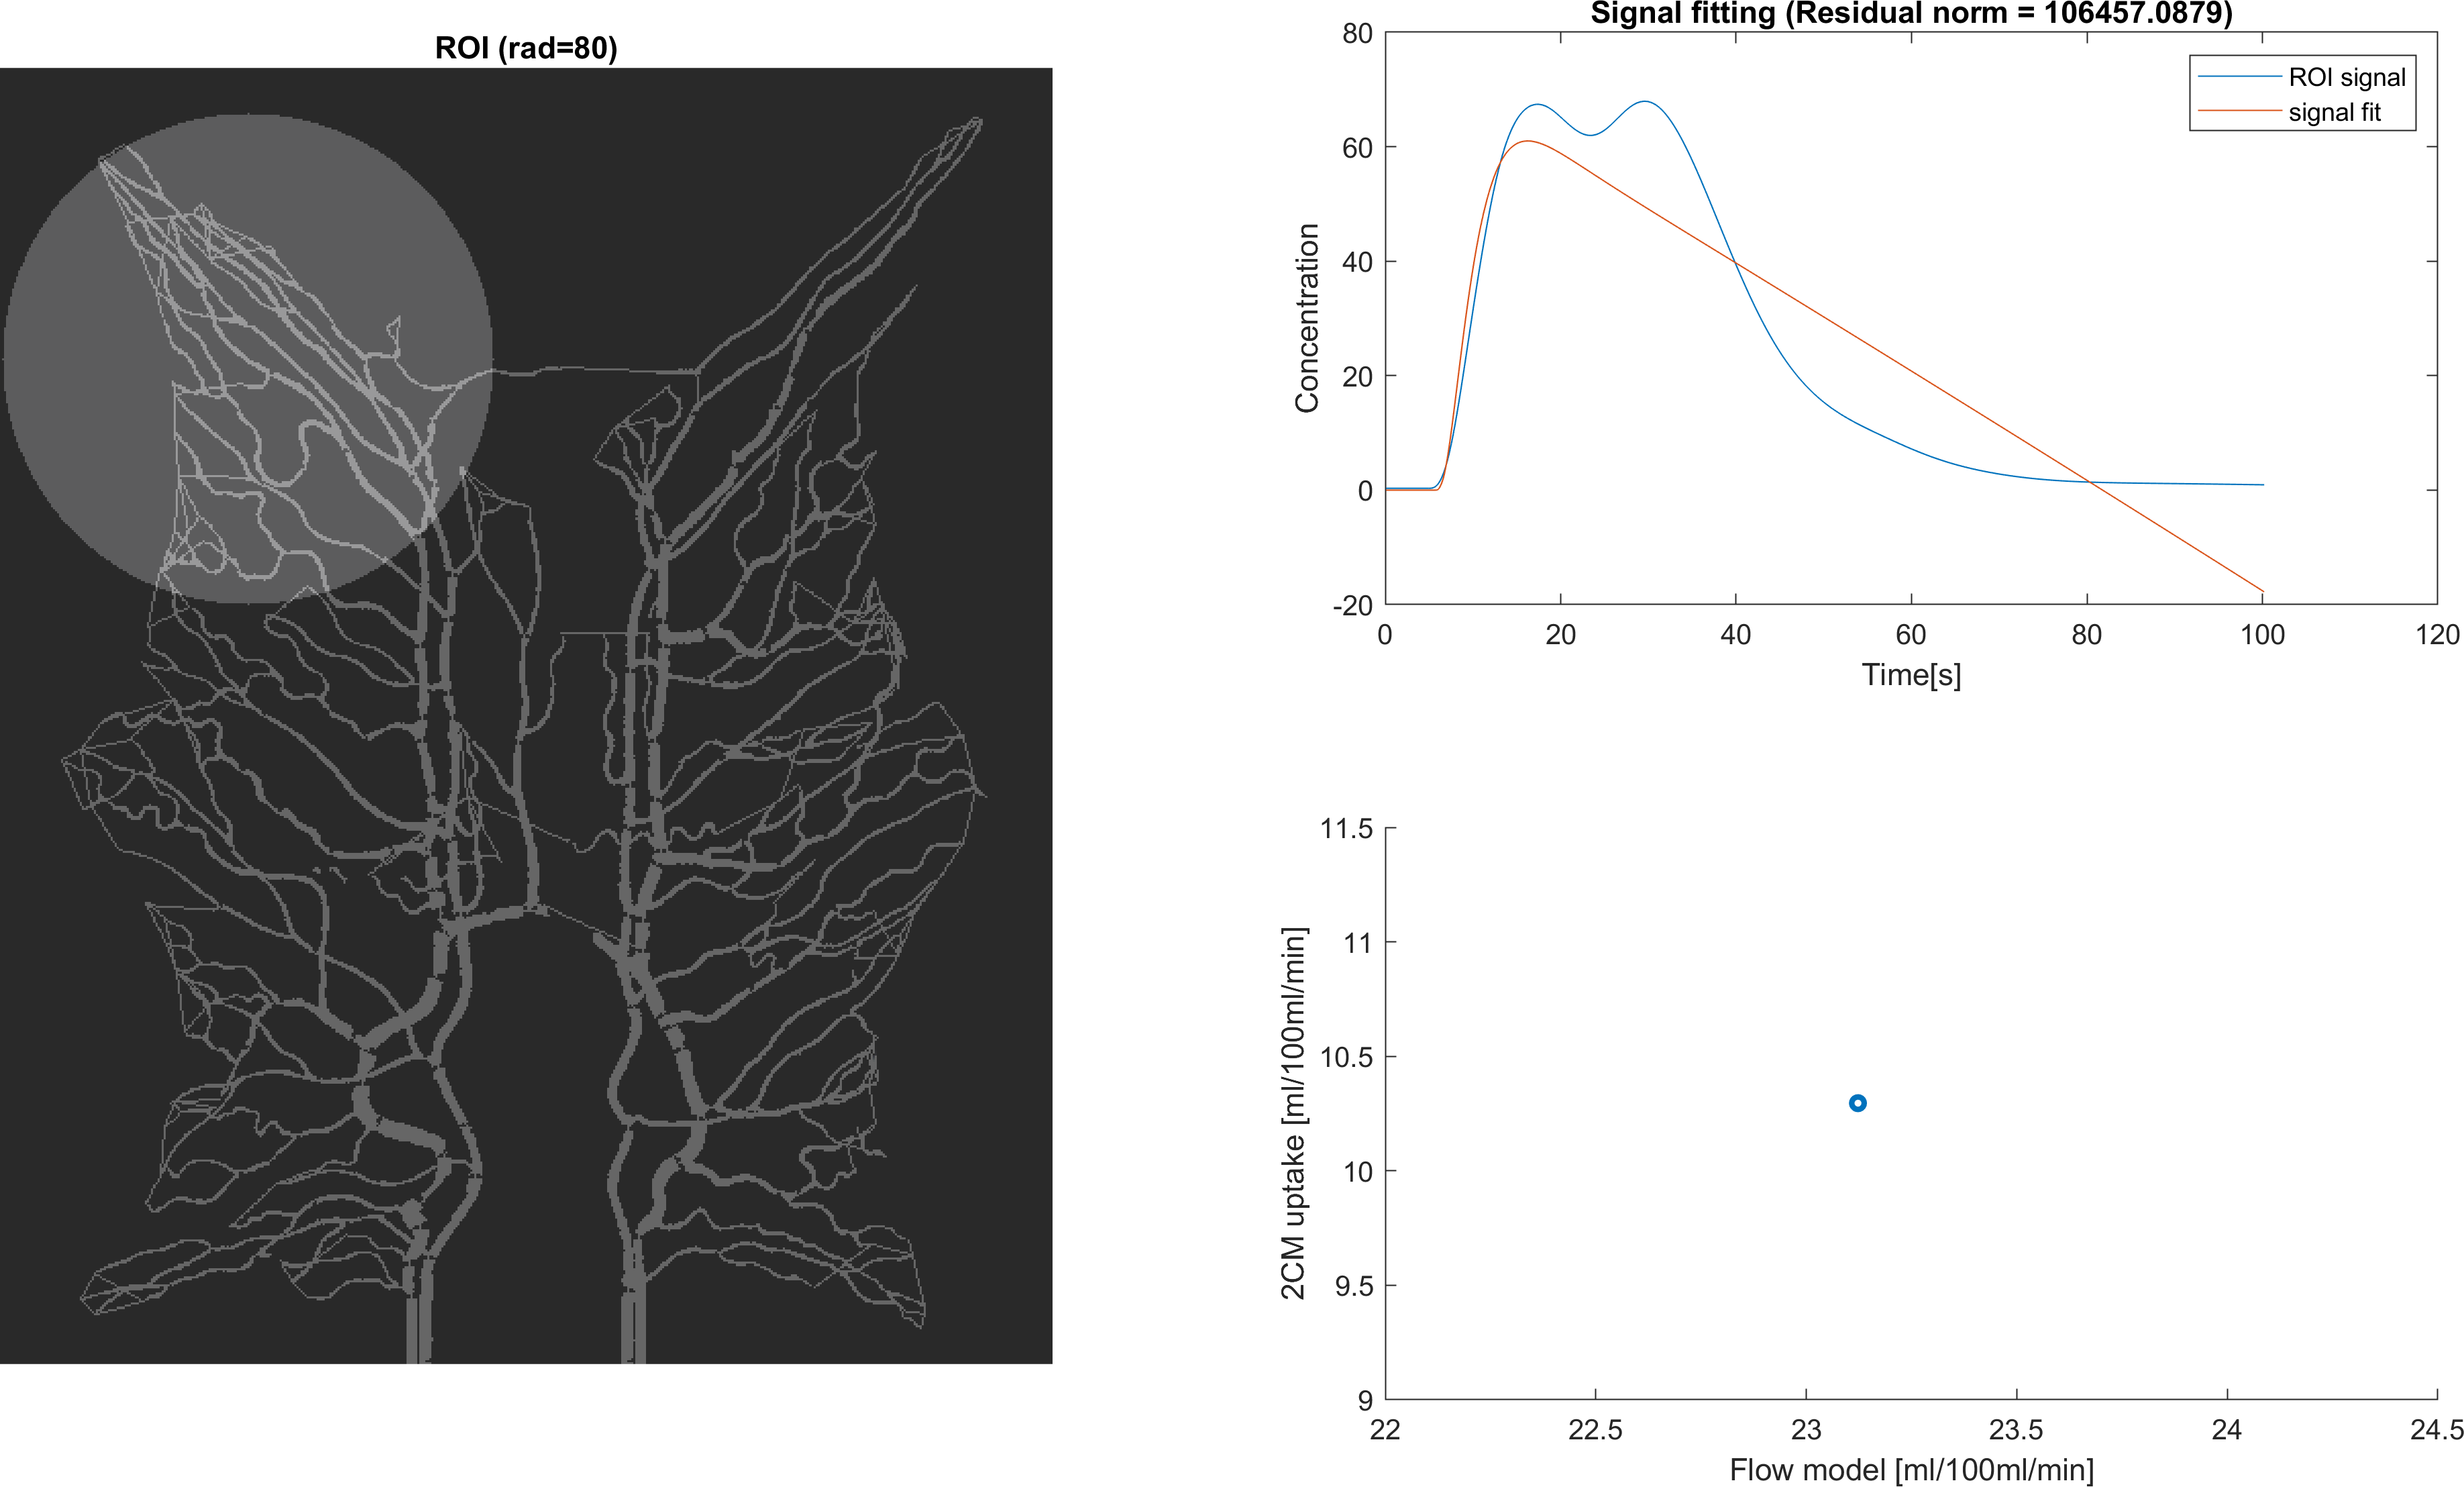 ROI (rad=80)
Signal fitting (Residual norm = 106457.0879)
80
60
40
20
0
-20
Concentration
ROI signal
signal fit
0 20 40 60 80 100 120
Time[s]
11.5
11
10.5
10
9.5
9
2CM uptake [ml/100ml/min]
22 22.5 23 23.5 24 24.5
Flow model [ml/100ml/min]